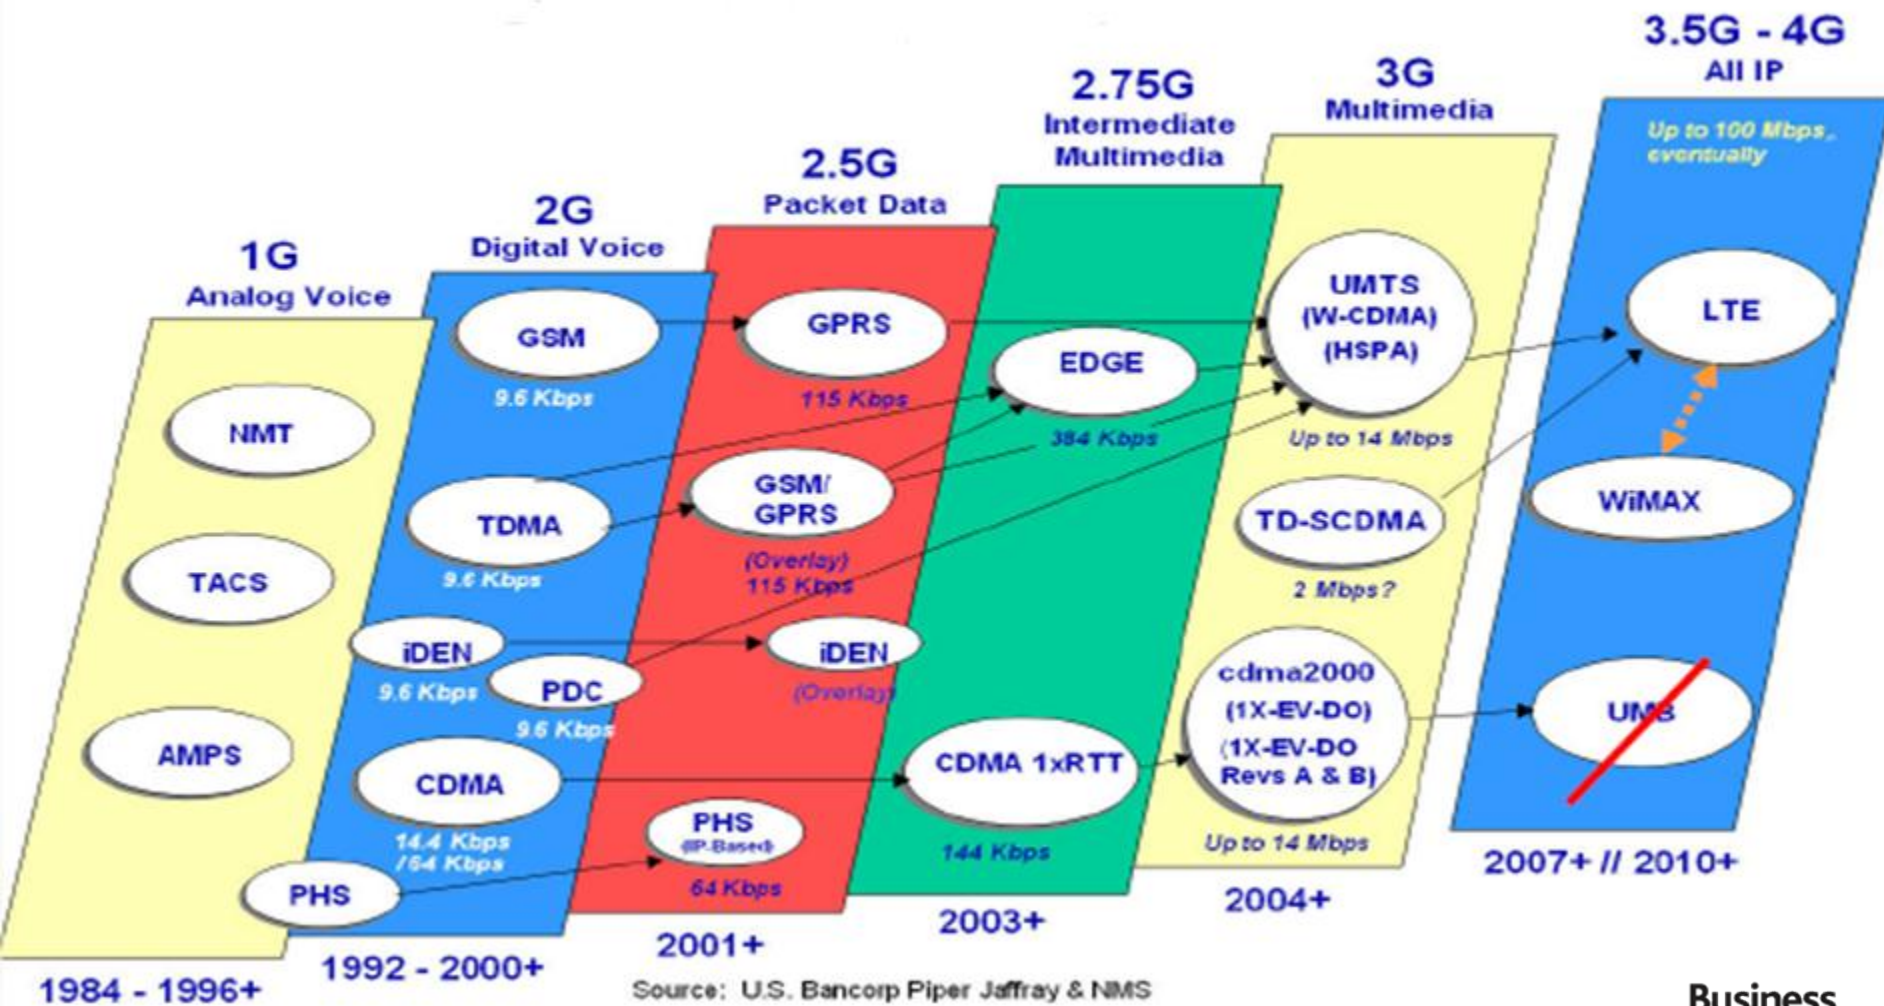 1G
Analog Voice
NMT
TACS
AMPS
PHS
1984 - 1996+
2G
Digital Voice
GSM
9.6 Kbps
TDMA
9.6 Kbps
iDEN
9.6 Kbps
PDC
9.6 Kbps
CDMA
14.4 Kbps
/64 Kbps
1992 - 2000+
2.5G
Packet Data
GPRS
115 Kbps
GSM/
GPRS
(Overlay)
115 Kbps
iDEN
(Overlay)
PHS
(IP-Based)
64 Kbps
2001+
2.75G
Intermediate
Multimedia
EDGE
384 Kbps
CDMA 1xRTT
144 Kbps
2003+
3G
Multimedia
UMTS
(W-CDMA)
(HSPA)
Up to 14 Mbps
TD-SCDMA
2 Mbps?
cdma2000
(1X-EV-DO)
(1X-EV-DO
Revs A & B)
Up to 14 Mbps
2004+
3.5G - 4G
All IP
Up to 100 Mbps,
eventually
LTE
WiMAX
UMB
2007+ // 2010+
Source: U.S. Bancorp Piper Jaffray & NMS
Business